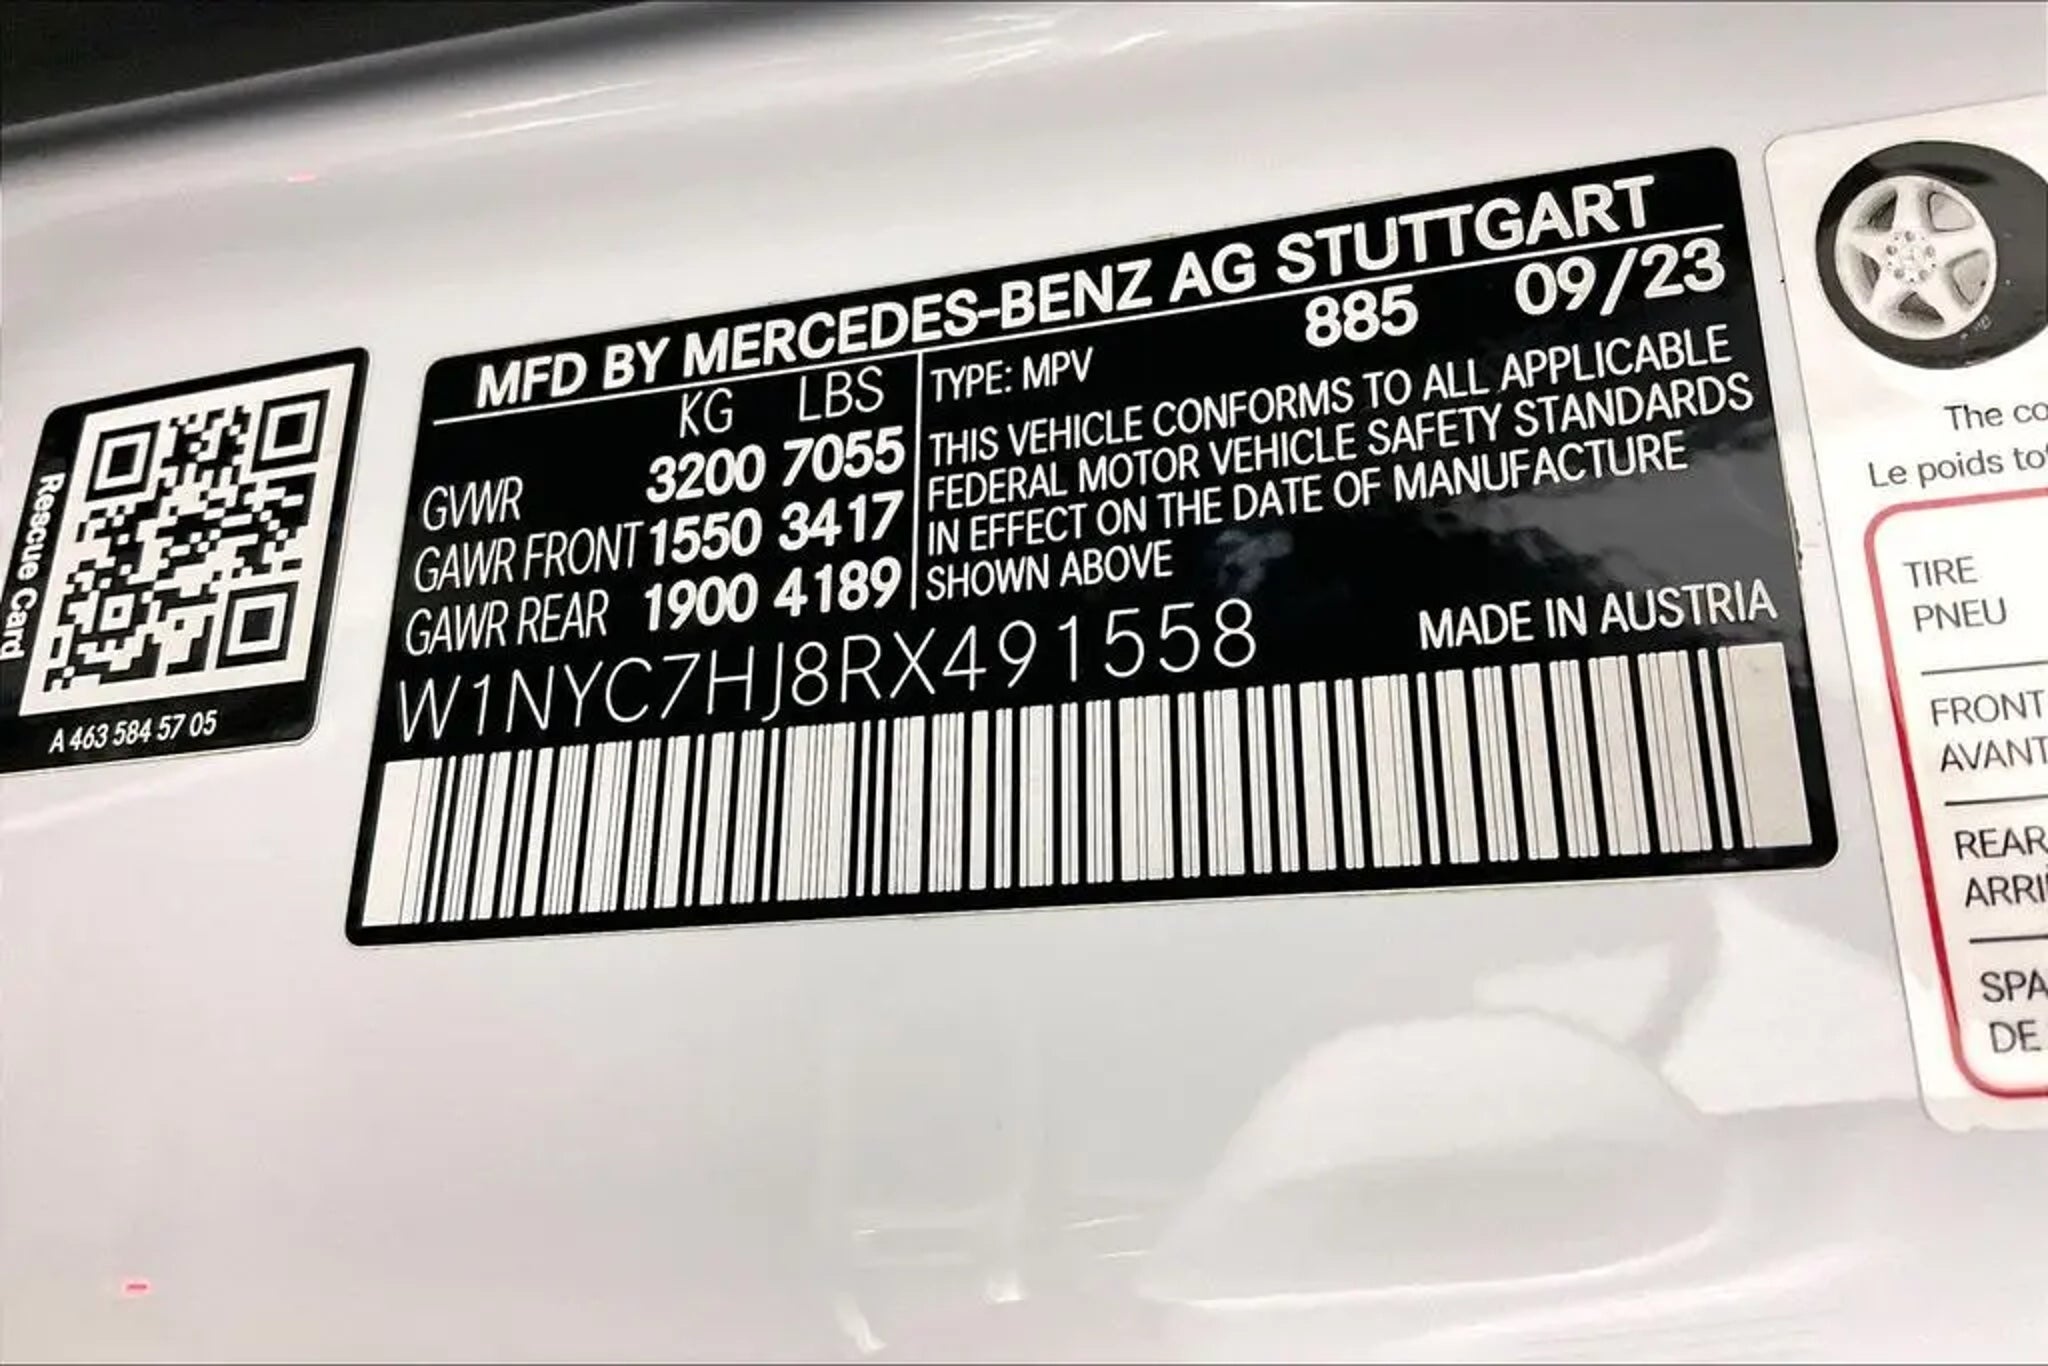 Rescue Card
A 463 584 57 05
MFD BY MERCEDES-BENZ AG STUTTGART
KG LBS
GVWR 3200 7055
GAWR FRONT 1550 3417
GAWR REAR 1900 4189
TYPE: MPV 885 09/23
THIS VEHICLE CONFORMS TO ALL APPLICABLE
FEDERAL MOTOR VEHICLE SAFETY STANDARDS
IN EFFECT ON THE DATE OF MANUFACTURE
SHOWN ABOVE
W1NYC7HJ8RX491558
MADE IN AUSTRIA
The
Le poids
TIRE
PNEU
FRONT
AVANT
REAR
DE